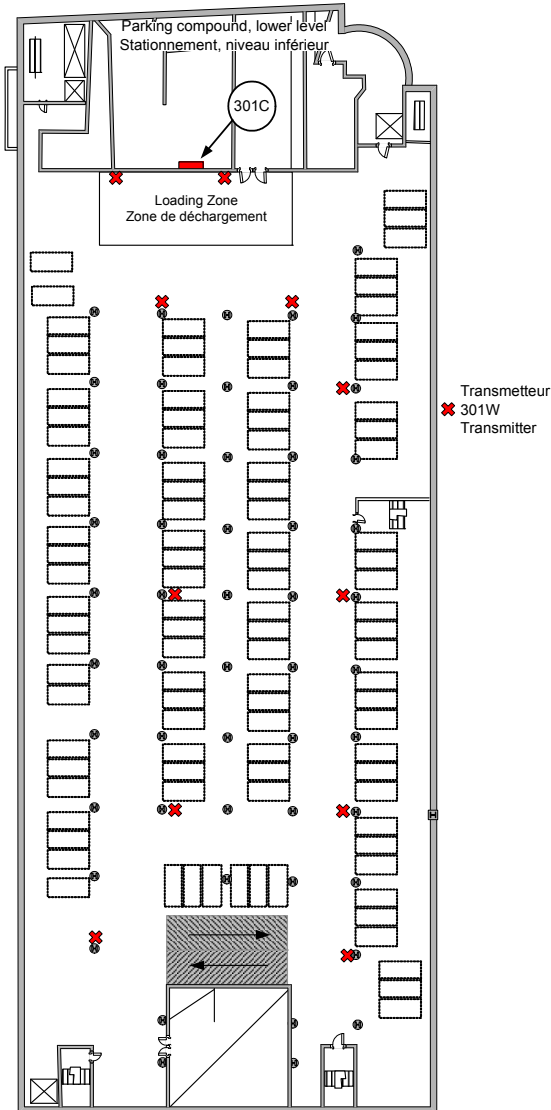 Parking compound, lower level
Stationnement, niveau inférieur
301C
Loading Zone
Zone de déchargement
Transmetteur
301W
Transmitter